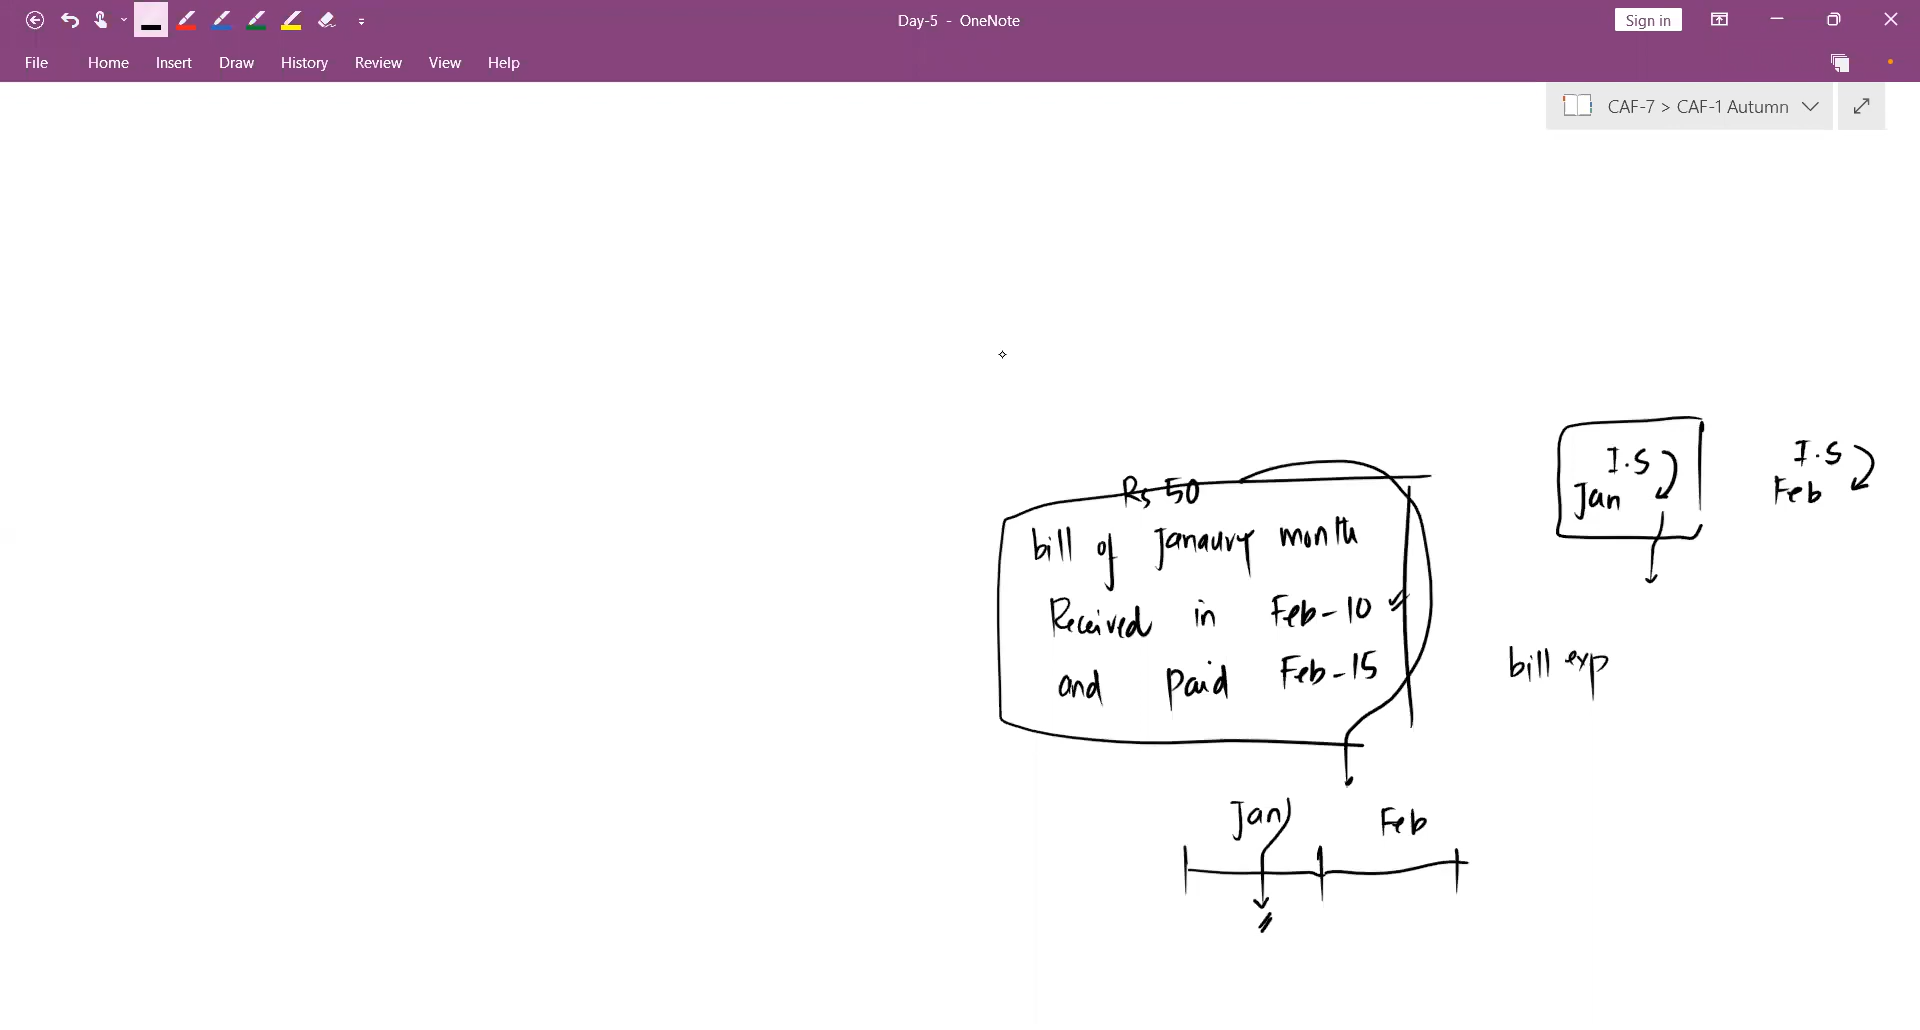 Day-5 - OneNote
Sign in
File Home Insert Draw History Review View Help
CAF-7 > CAF-1 Autumn
Rs 50
bill of Janaury month
Received in Feb-10
and paid Feb-15
I.S
Jan
I.S
Feb
bill exp
Jan Feb